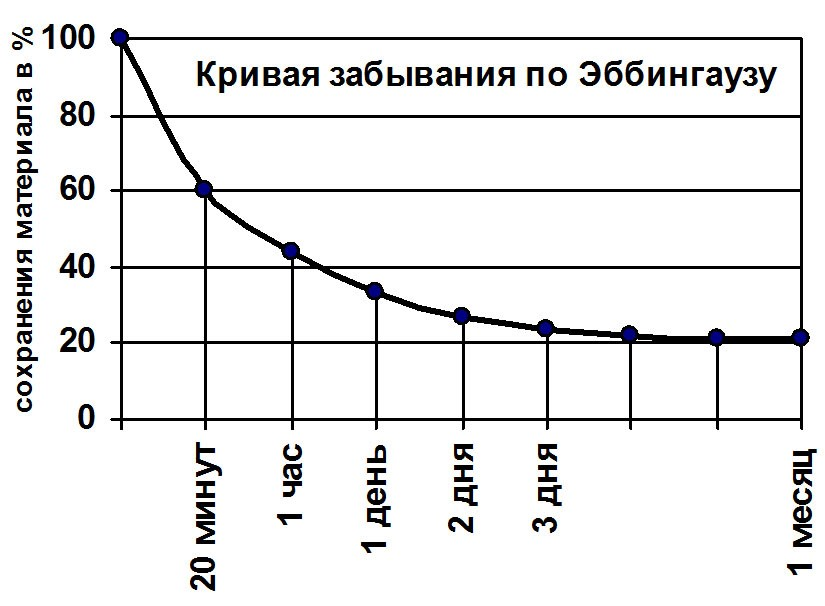 Кривая забывания по Эббингаузу
сохранения материала в %
100
80
60
40
20
0
20 минут
1 час
1 день
2 дня
3 дня
1 месяц